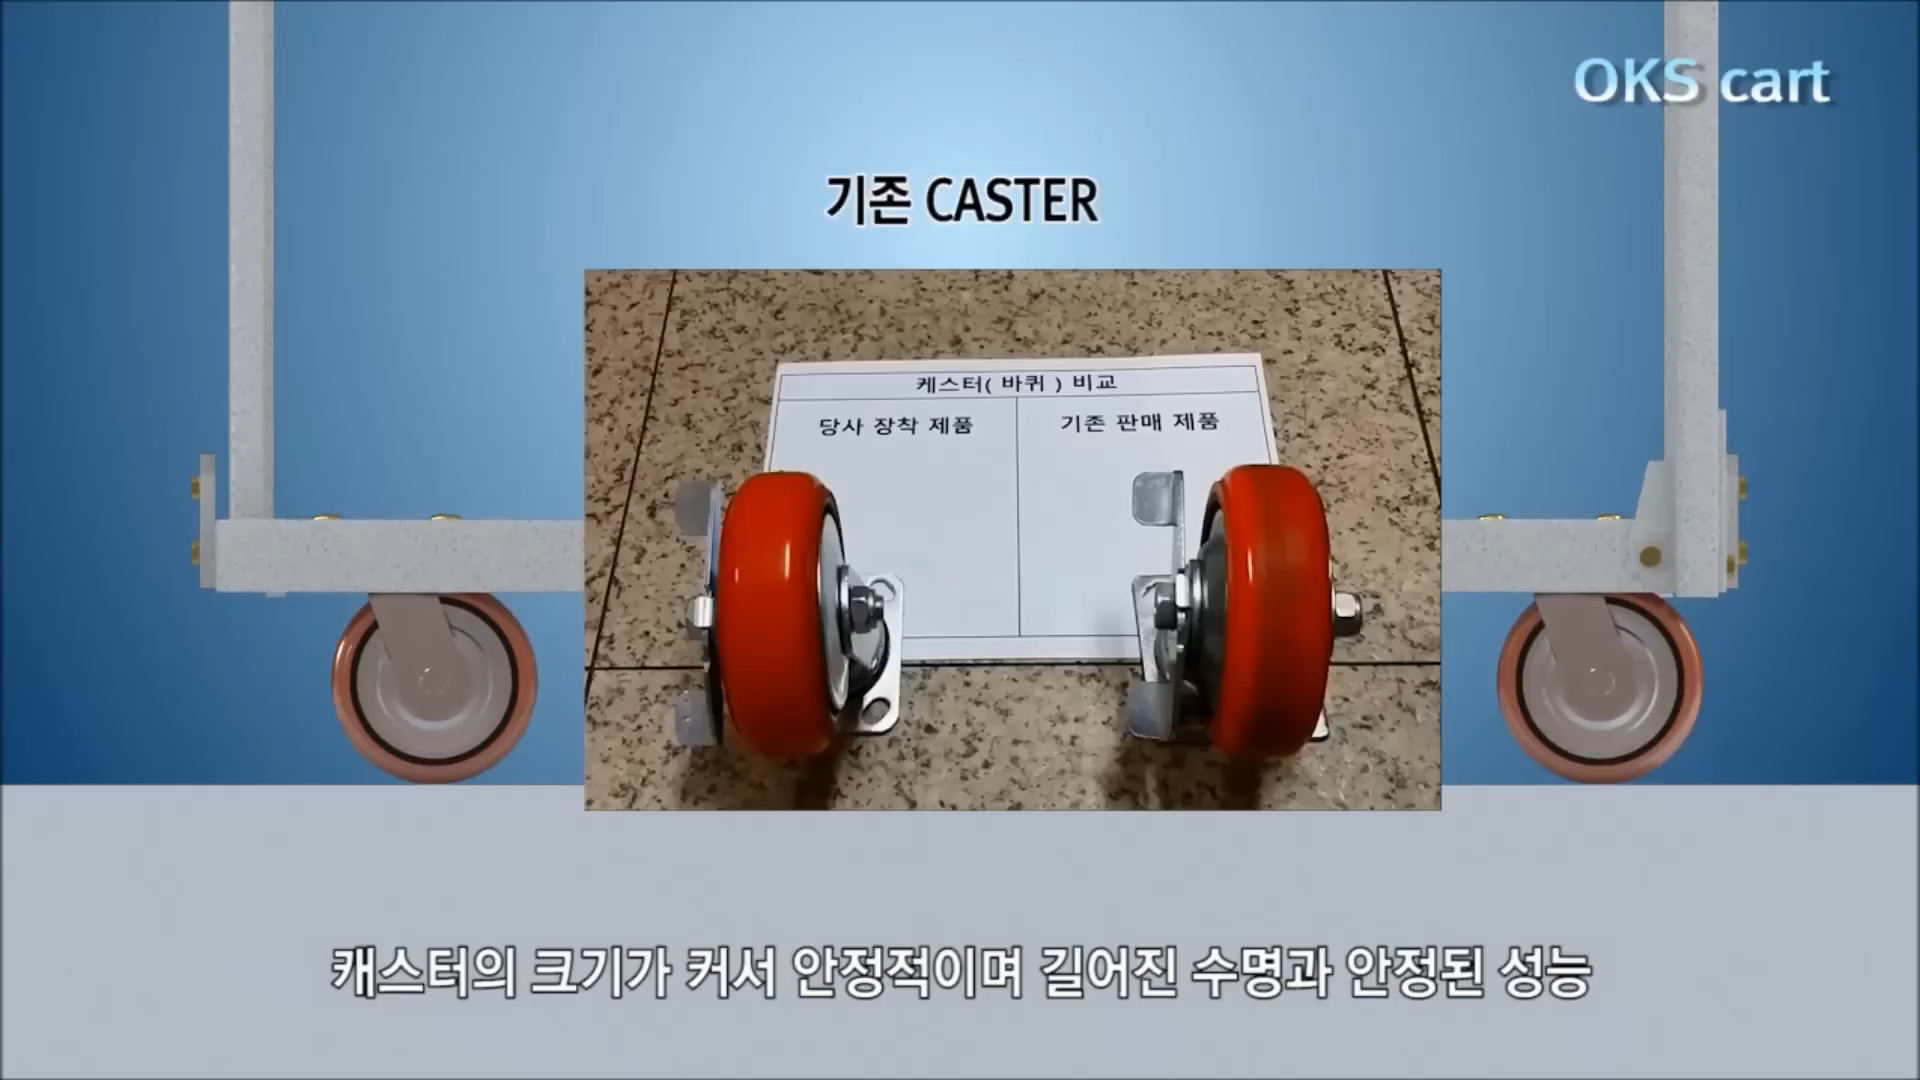 OKS cart
기존 CASTER
케스터( 바퀴 ) 비교
당사 장착 제품
기존 판매 제품
캐스터의 크기가 커서 안정적이며 길어진 수명과 안정된 성능